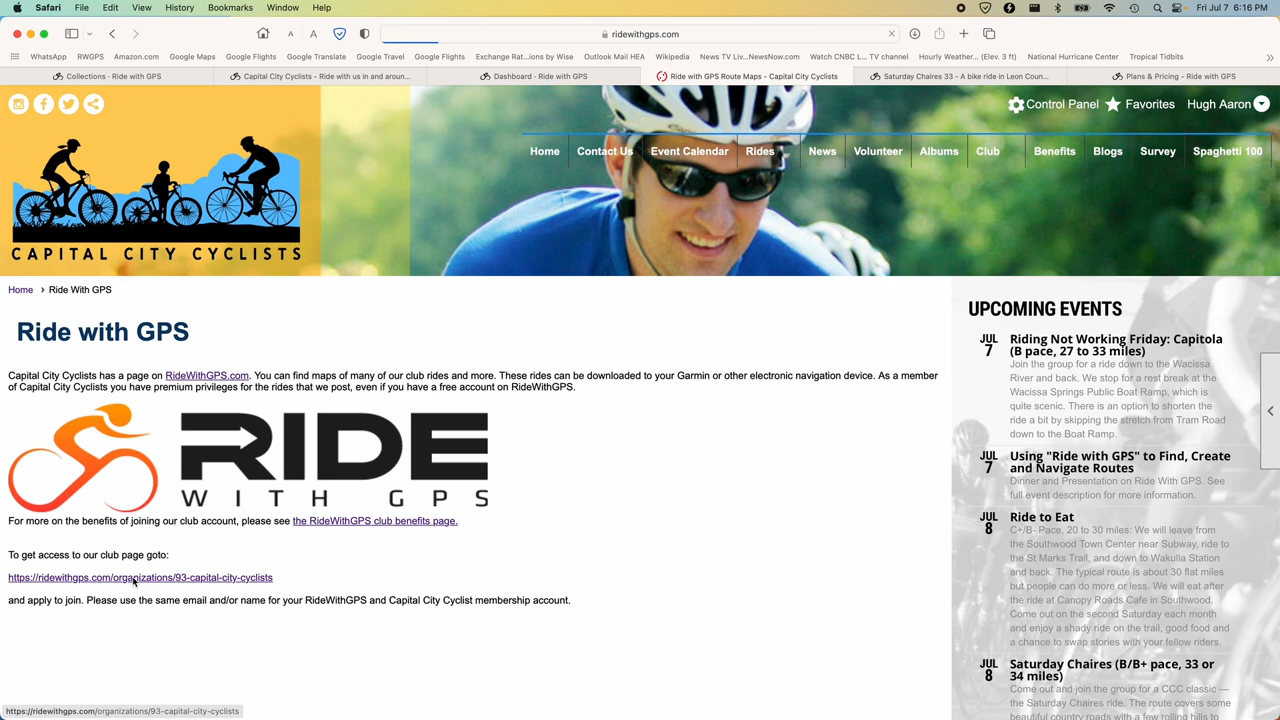 Safari File Edit View History Bookmarks Window Help Fri Jul 7 6:16 PM
A A ridewithgps.com
WhatsApp RWGPS Amazon.com Google Maps Google Flights Google Translate Google Travel Google Flights Exchange Rat...ions by Wise Outlook Mail HEA Wikipedia News TV Liv...NewsNow.com Watch CNBC L... TV channel Hourly Weather... (Elev. 3 ft) National Hurricane Center Tropical Tidbits
Collections - Ride with GPS Capital City Cyclists - Ride with us in and aroun... Dashboard - Ride with GPS Ride with GPS Route Maps - Capital City Cyclists Saturday Chaires 33 - A bike ride in Leon Coun... Plans & Pricing - Ride with GPS
Control Panel Favorites Hugh Aaron
Home Contact Us Event Calendar Rides News Volunteer Albums Club Benefits Blogs Survey Spaghetti 100
CAPITAL CITY CYCLISTS
Home › Ride With GPS
Ride with GPS
Capital City Cyclists has a page on RideWithGPS.com. You can find maps of many of our club rides and more. These rides can be downloaded to your Garmin or other electronic navigation device. As a member
of Capital City Cyclists you have premium privileges for the rides that we post, even if you have a free account on RideWithGPS.
RIDE
WITH GPS
For more on the benefits of joining our club account, please see the RideWithGPS club benefits page.
To get access to our club page goto:
https://ridewithgps.com/organizations/93-capital-city-cyclists
and apply to join. Please use the same email and/or name for your RideWithGPS and Capital City Cyclist membership account.
UPCOMING EVENTS
JUL
7
Riding Not Working Friday: Capitola
(B pace, 27 to 33 miles)
Join the group for a ride down to the Wacissa
River and back. We stop for a rest break at the
Wacissa Springs Public Boat Ramp, which is
quite scenic. There is an option to shorten the
ride a bit by skipping the stretch from Tram Road
down to the Boat Ramp.
JUL
7
Using "Ride with GPS" to Find, Create
and Navigate Routes
Dinner and Presentation on Ride With GPS. See
full event description for more information.
JUL
8
Ride to Eat
C+/B- Pace, 20 to 30 miles: We will leave from
the Southwood Town Center near Subway, ride to
the St Marks Trail, and down to Wakulla Station
and back. The typical route is about 30 flat miles
but people can do more or less. We will eat after
the ride at Canopy Roads Cafe in Southwood.
Come out on the second Saturday each month
and enjoy a shady ride on the trail, good food and
a chance to swap stories with your fellow riders.
JUL
8
Saturday Chaires (B/B+ pace, 33 or
34 miles)
Come out and join the group for a CCC classic —
the Saturday Chaires ride. The route covers some
beautiful country roads with a few rolling hills to
https://ridewithgps.com/organizations/93-capital-city-cyclists